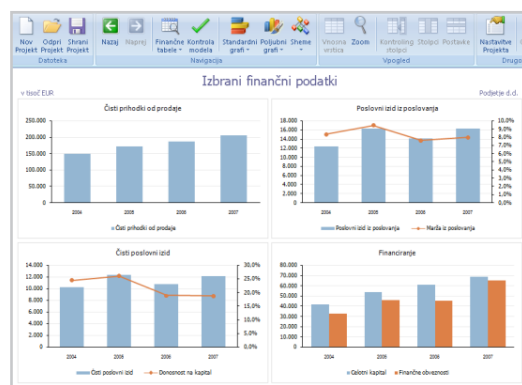 Nov Projekt
Odpri Projekt
Shrani Projekt
Nazaj
Naprej
Finančne tabele
Kontrola modela
Standardni grafi
Poljubni grafi
Sheme
Vnosna vrstica
Zoom
Kontroling stolpci
Stolpci
Postavke
Nastavitve Projekta
Datoteka
Navigacija
Vpogled
Drugo
Izbrani finančni podatki
v tisoč EUR
Podjetje d.d.
Čisti prihodki od prodaje
250.000
200.000
150.000
100.000
50.000
0
2004 2005 2006 2007
Čisti prihodki od prodaje
Poslovni izid iz poslovanja
18.000
16.000
14.000
12.000
10.000
8.000
6.000
4.000
2.000
0
10.0%
9.0%
8.0%
7.0%
6.0%
5.0%
4.0%
3.0%
2.0%
1.0%
0.0%
2004 2005 2006 2007
Poslovni izid iz poslovanja
Marža iz poslovanja
Čisti poslovni izid
14.000
12.000
10.000
8.000
6.000
4.000
2.000
0
30,0%
25,0%
20,0%
15,0%
10,0%
5,0%
0,0%
2004 2005 2006 2007
Čisti poslovni izid
Donosnost na kapital
Financiranje
80.000
70.000
60.000
50.000
40.000
30.000
20.000
10.000
0
2004 2005 2006 2007
Celotni kapital
Finančne obveznosti